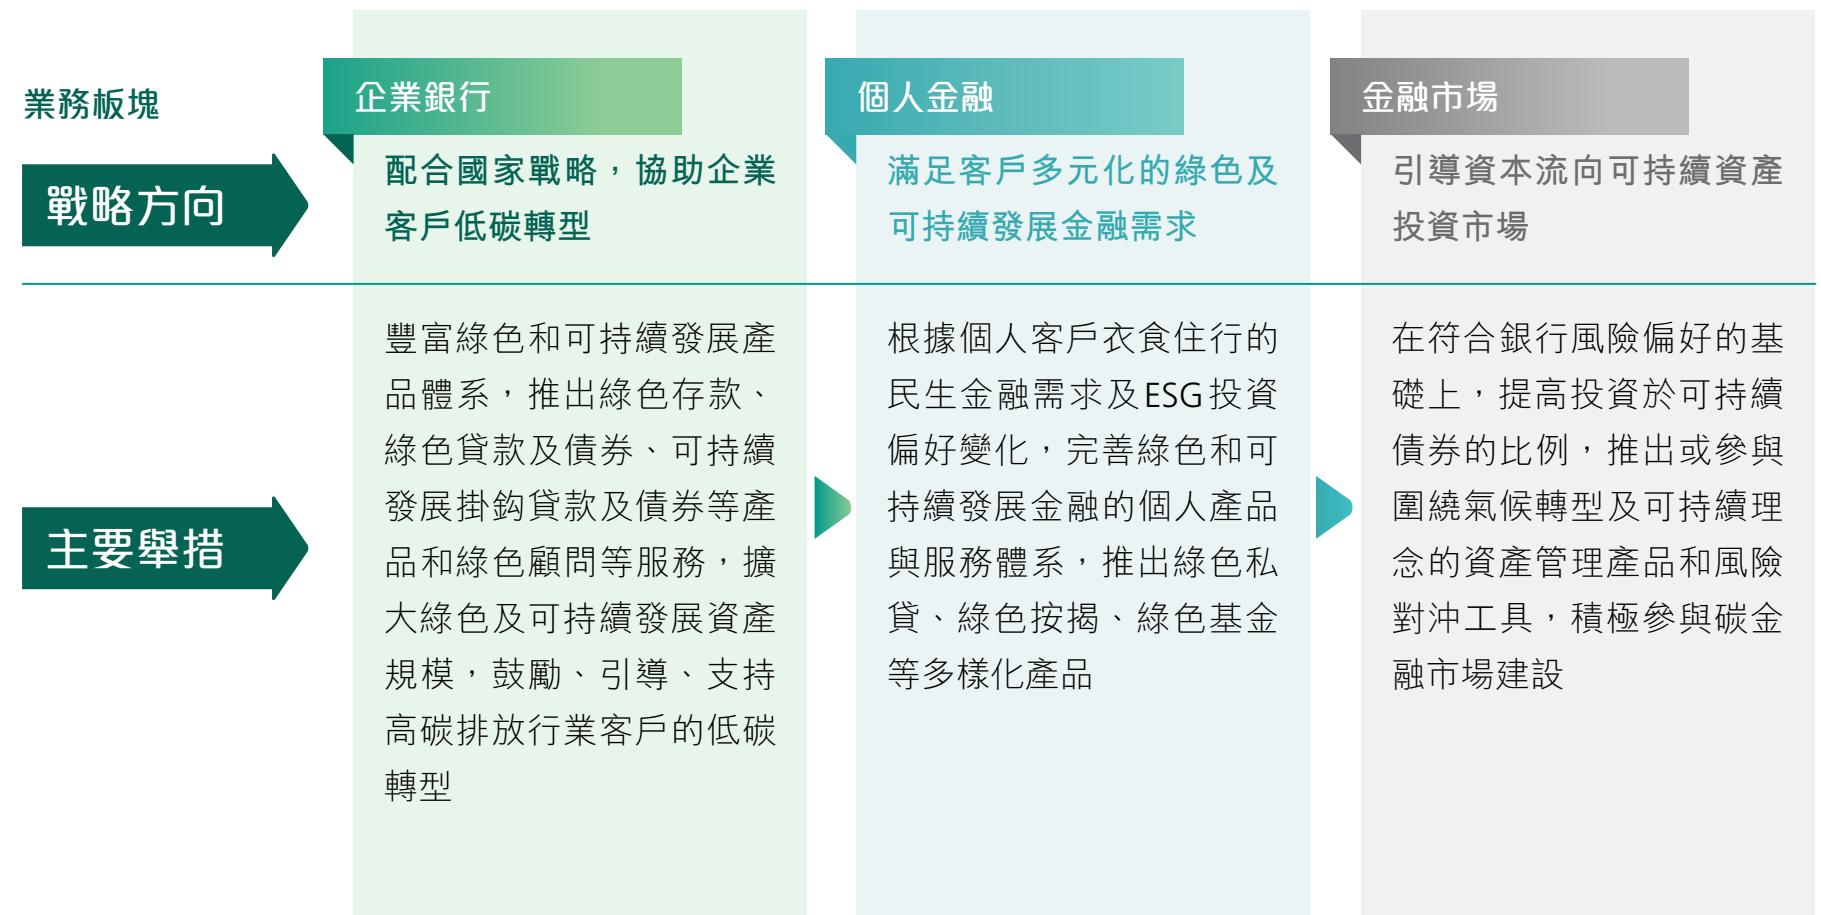 業務板塊
企業銀行
個人金融
金融市場
戰略方向
配合國家戰略，協助企業
客戶低碳轉型
滿足客戶多元化的綠色及
可持續發展金融需求
引導資本流向可持續資產
投資市場
主要舉措
豐富綠色和可持續發展產
品體系，推出綠色存款、
綠色貸款及債券、可持續
發展掛鈎貸款及債券等產
品和綠色顧問等服務，擴
大綠色及可持續發展資產
規模，鼓勵、引導、支持
高碳排放行業客戶的低碳
轉型
根據個人客戶衣食住行的
民生金融需求及ESG投資
偏好變化，完善綠色和可
持續發展金融的個人產品
與服務體系，推出綠色私
貸、綠色按揭、綠色基金
等多樣化產品
在符合銀行風險偏好的基
礎上，提高投資於可持續
債券的比例，推出或參與
圍繞氣候轉型及可持續理
念的資產管理產品和風險
對沖工具，積極參與碳金
融市場建設